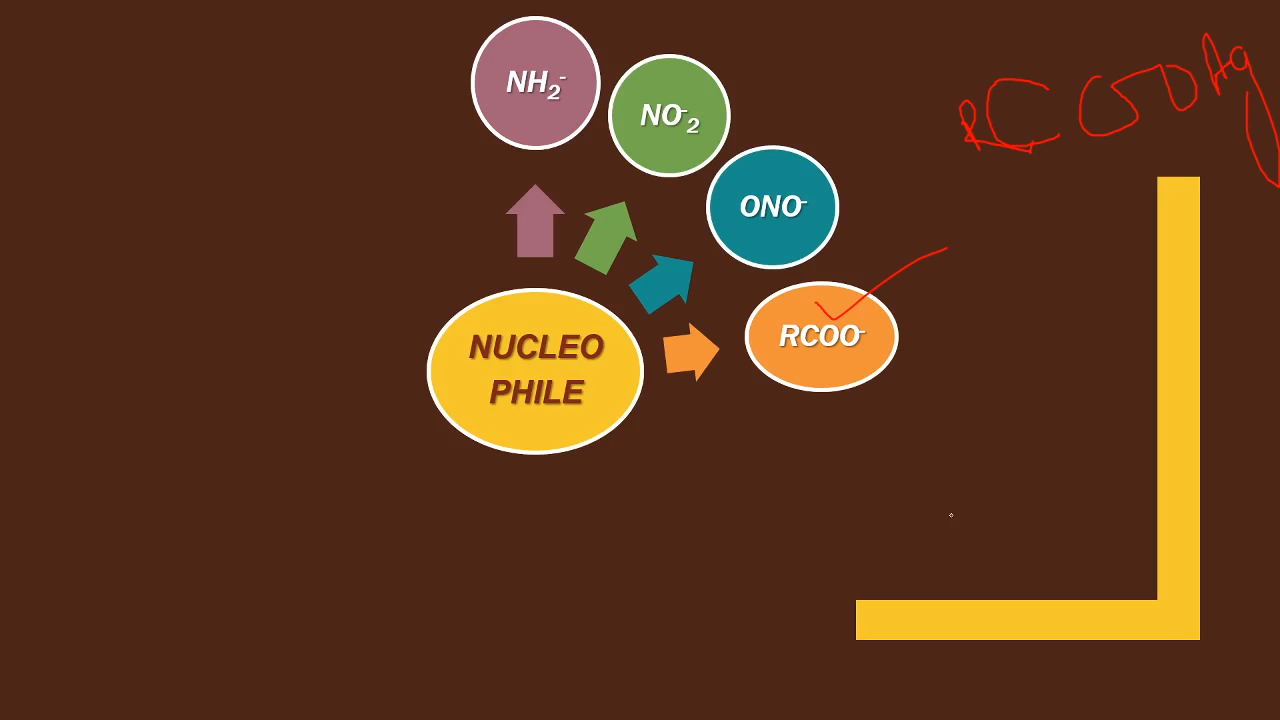 NH₂⁻
NO⁻₂
ONO⁻
RCOO⁻
NUCLEO
PHILE
RCOOAg